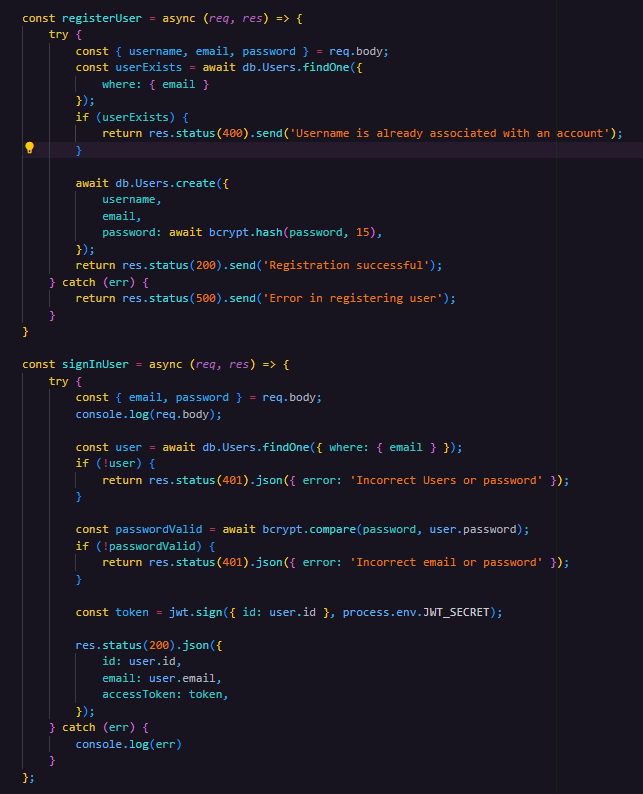 const registerUser = async (req, res) => {
    try {
        const { username, email, password } = req.body;
        const userExists = await db.Users.findOne({
            where: { email }
        });
        if (userExists) {
            return res.status(400).send('Username is already associated with an account');
        }

        await db.Users.create({
            username,
            email,
            password: await bcrypt.hash(password, 15),
        });
        return res.status(200).send('Registration successful');
    } catch (err) {
        return res.status(500).send('Error in registering user');
    }
}

const signInUser = async (req, res) => {
    try {
        const { email, password } = req.body;
        console.log(req.body);

        const user = await db.Users.findOne({ where: { email } });
        if (!user) {
            return res.status(401).json({ error: 'Incorrect Users or password' });
        }

        const passwordValid = await bcrypt.compare(password, user.password);
        if (!passwordValid) {
            return res.status(401).json({ error: 'Incorrect email or password' });
        }

        const token = jwt.sign({ id: user.id }, process.env.JWT_SECRET);

        res.status(200).json({
            id: user.id,
            email: user.email,
            accessToken: token,
        });
    } catch (err) {
        console.log(err)
    }
};